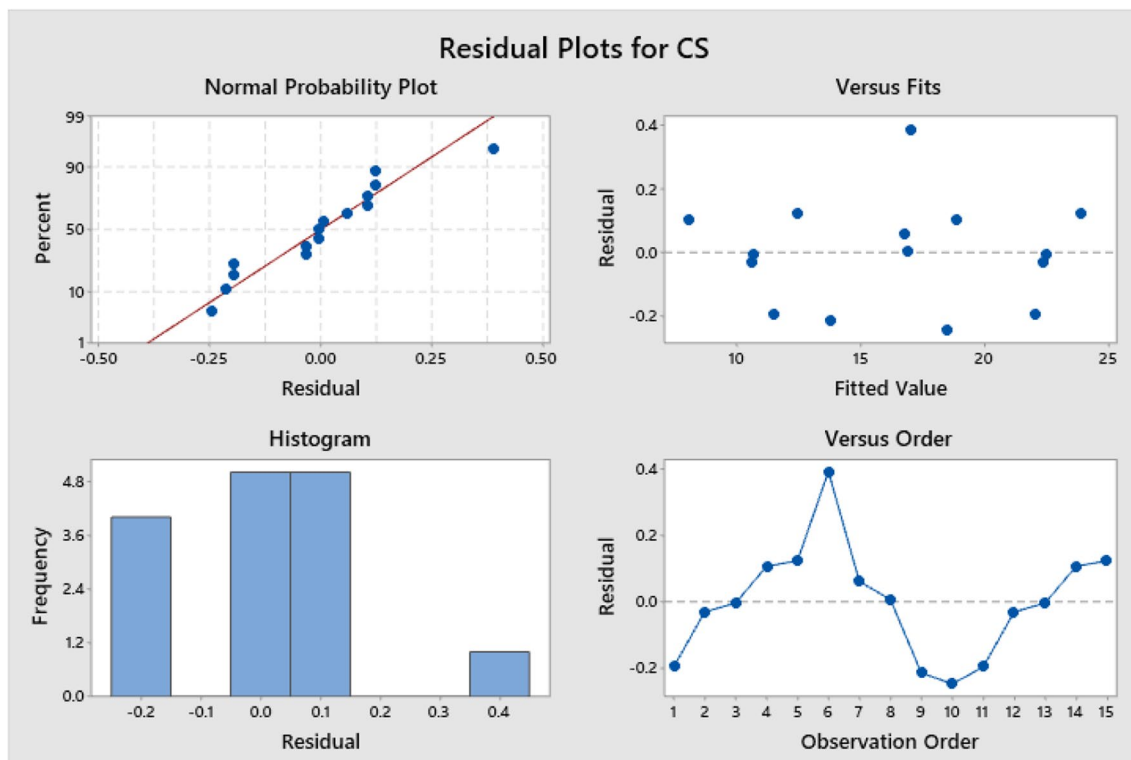 Residual Plots for CS
Normal Probability Plot
99
90
50
10
1
Percent
-0.50 -0.25 0.00 0.25 0.50
Residual
Versus Fits
0.4
0.2
0.0
-0.2
Residual
10 15 20 25
Fitted Value
Histogram
4.8
3.6
2.4
1.2
0.0
Frequency
-0.2 -0.1 0.0 0.1 0.2 0.3 0.4
Residual
Versus Order
0.4
0.2
0.0
-0.2
Residual
1 2 3 4 5 6 7 8 9 10 11 12 13 14 15
Observation Order